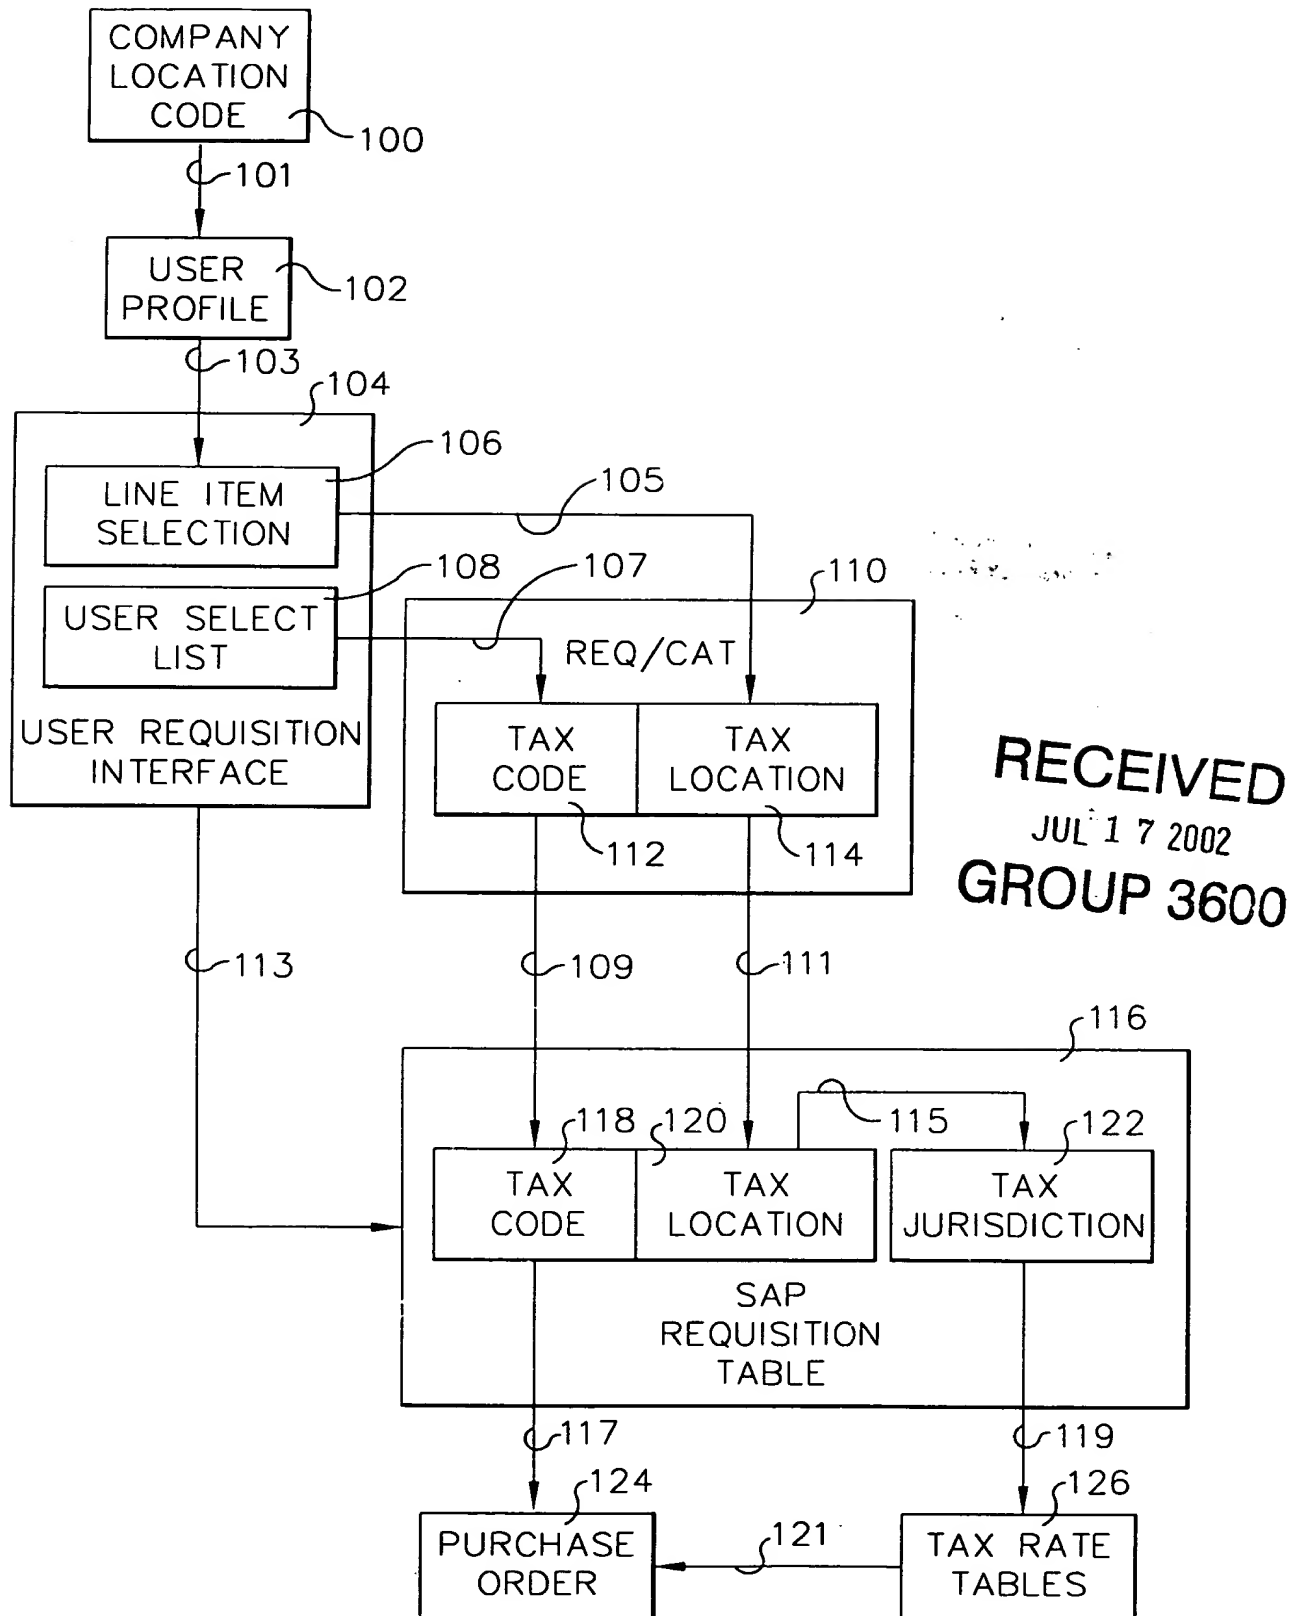 COMPANY
LOCATION
CODE
100
101
USER
PROFILE
102
103
104
106
LINE ITEM
SELECTION
105
108
107
USER SELECT
LIST
110
REQ/CAT
USER REQUISITION
INTERFACE
TAX
CODE
TAX
LOCATION
112
114
RECEIVED
JUL 17 2002
GROUP 3600
113
109
111
116
118
120
115
122
TAX
CODE
TAX
LOCATION
TAX
JURISDICTION
SAP
REQUISITION
TABLE
117
119
124
126
PURCHASE
ORDER
121
TAX RATE
TABLES